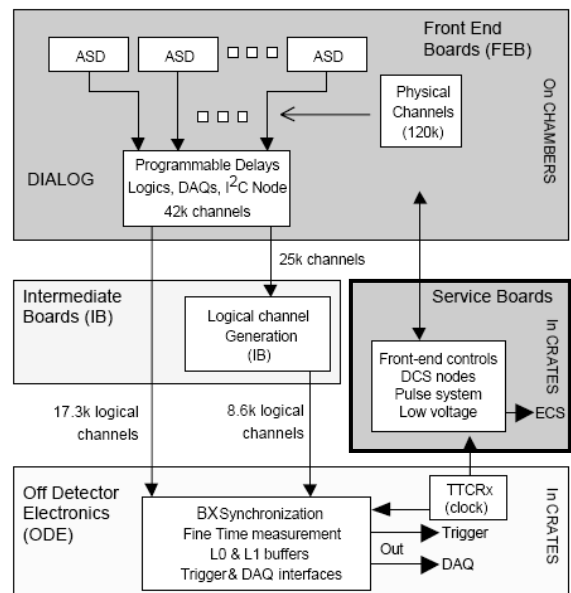 Front End
Boards (FEB)
ASD
ASD
ASD
On CHAMBERS
Physical
Channels
(120k)
DIALOG
Programmable Delays
Logics, DAQs, I2C Node
42k channels
25k channels
Intermediate
Boards (IB)
Logical channel
Generation
(IB)
Service Boards
In CRATES
Front-end controls
DCS nodes
Pulse system
Low voltage
ECS
17.3k logical
channels
8.6k logical
channels
Off Detector
Electronics
(ODE)
TTCRx
(clock)
In CRATES
BXSynchronization
Fine Time measurement
L0 & L1 buffers
Trigger& DAQ interfaces
Out
Trigger
DAQ